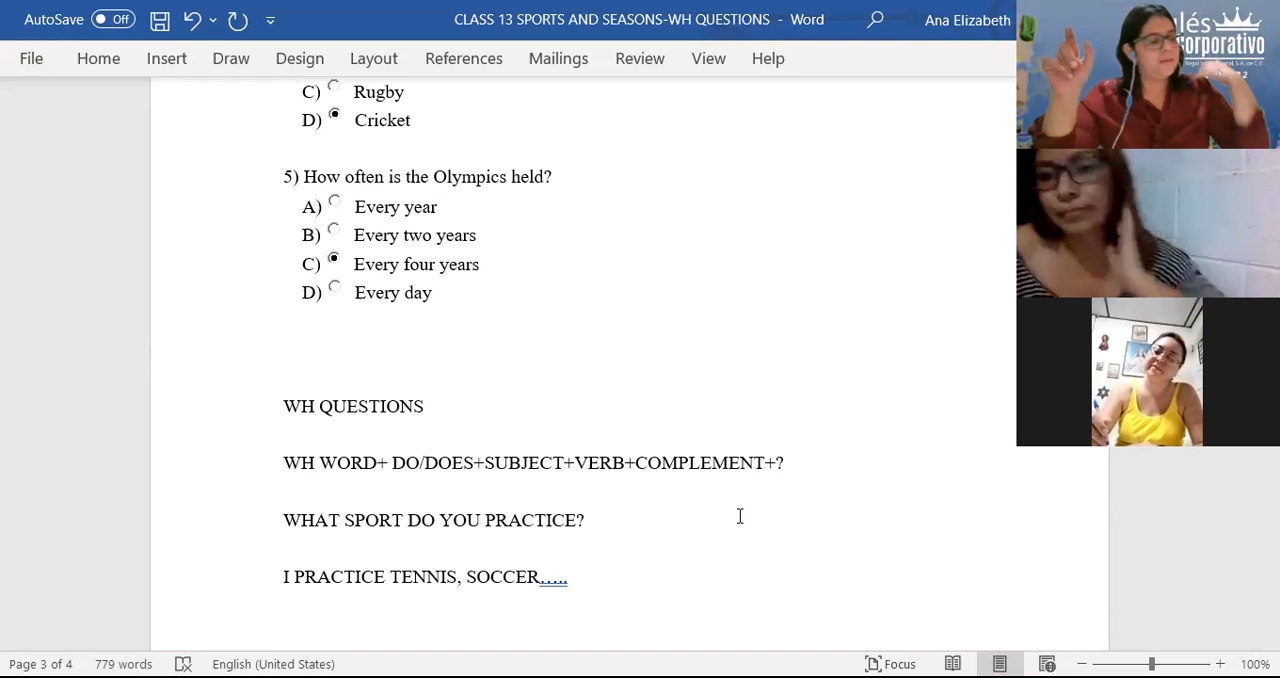 AutoSave Off CLASS 13 SPORTS AND SEASONS-WH QUESTIONS - Word Ana Elizabeth
File Home Insert Draw Design Layout References Mailings Review View Help
lés
corporativo
C) Rugby
D) Cricket
5) How often is the Olympics held?
A) Every year
B) Every two years
C) Every four years
D) Every day
WH QUESTIONS
WH WORD+ DO/DOES+SUBJECT+VERB+COMPLEMENT+?
WHAT SPORT DO YOU PRACTICE?
I PRACTICE TENNIS, SOCCER…..
Page 3 of 4 779 words English (United States) Focus 100%